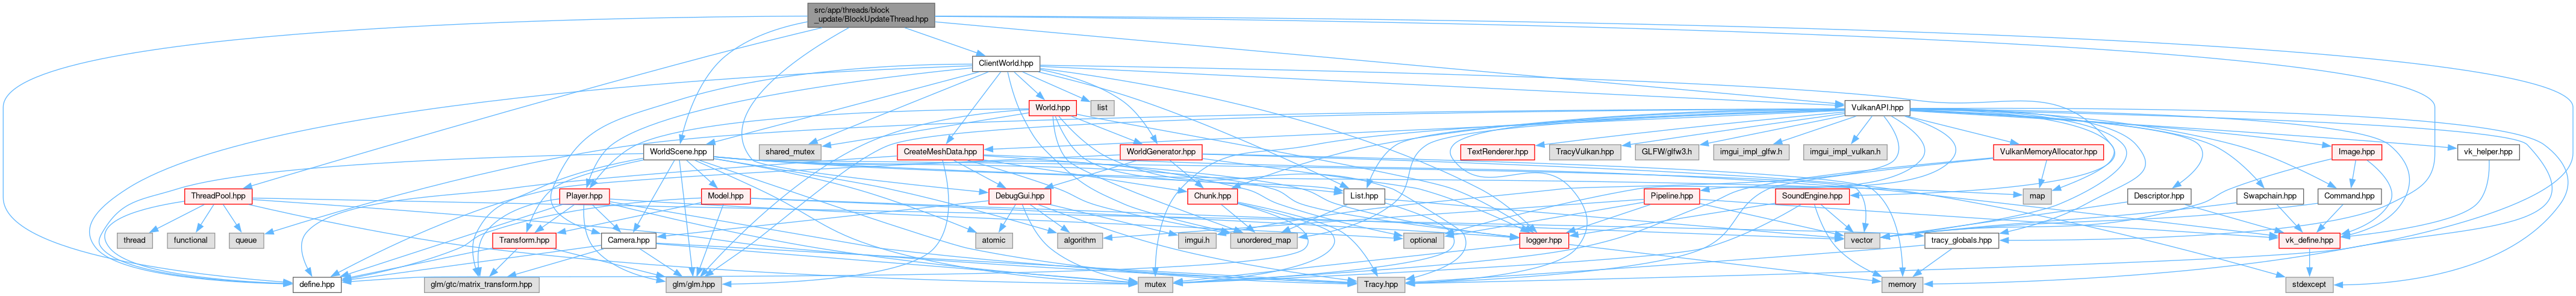 src/app/threads/block
_update/BlockUpdateThread.hpp
ClientWorld.hpp
World.hpp
list
VulkanAPI.hpp
WorldScene.hpp
shared_mutex
CreateMeshData.hpp
WorldGenerator.hpp
TextRenderer.hpp
TracyVulkan.hpp
GLFW/glfw3.h
imgui_impl_glfw.h
imgui_impl_vulkan.h
VulkanMemoryAllocator.hpp
Image.hpp
vk_helper.hpp
ThreadPool.hpp
Player.hpp
Model.hpp
DebugGui.hpp
Chunk.hpp
List.hpp
Pipeline.hpp
SoundEngine.hpp
map
Descriptor.hpp
Swapchain.hpp
Command.hpp
thread
functional
queue
Transform.hpp
Camera.hpp
atomic
algorithm
imgui.h
unordered_map
optional
logger.hpp
vector
tracy_globals.hpp
vk_define.hpp
define.hpp
glm/gtc/matrix_transform.hpp
glm/glm.hpp
mutex
Tracy.hpp
memory
stdexcept